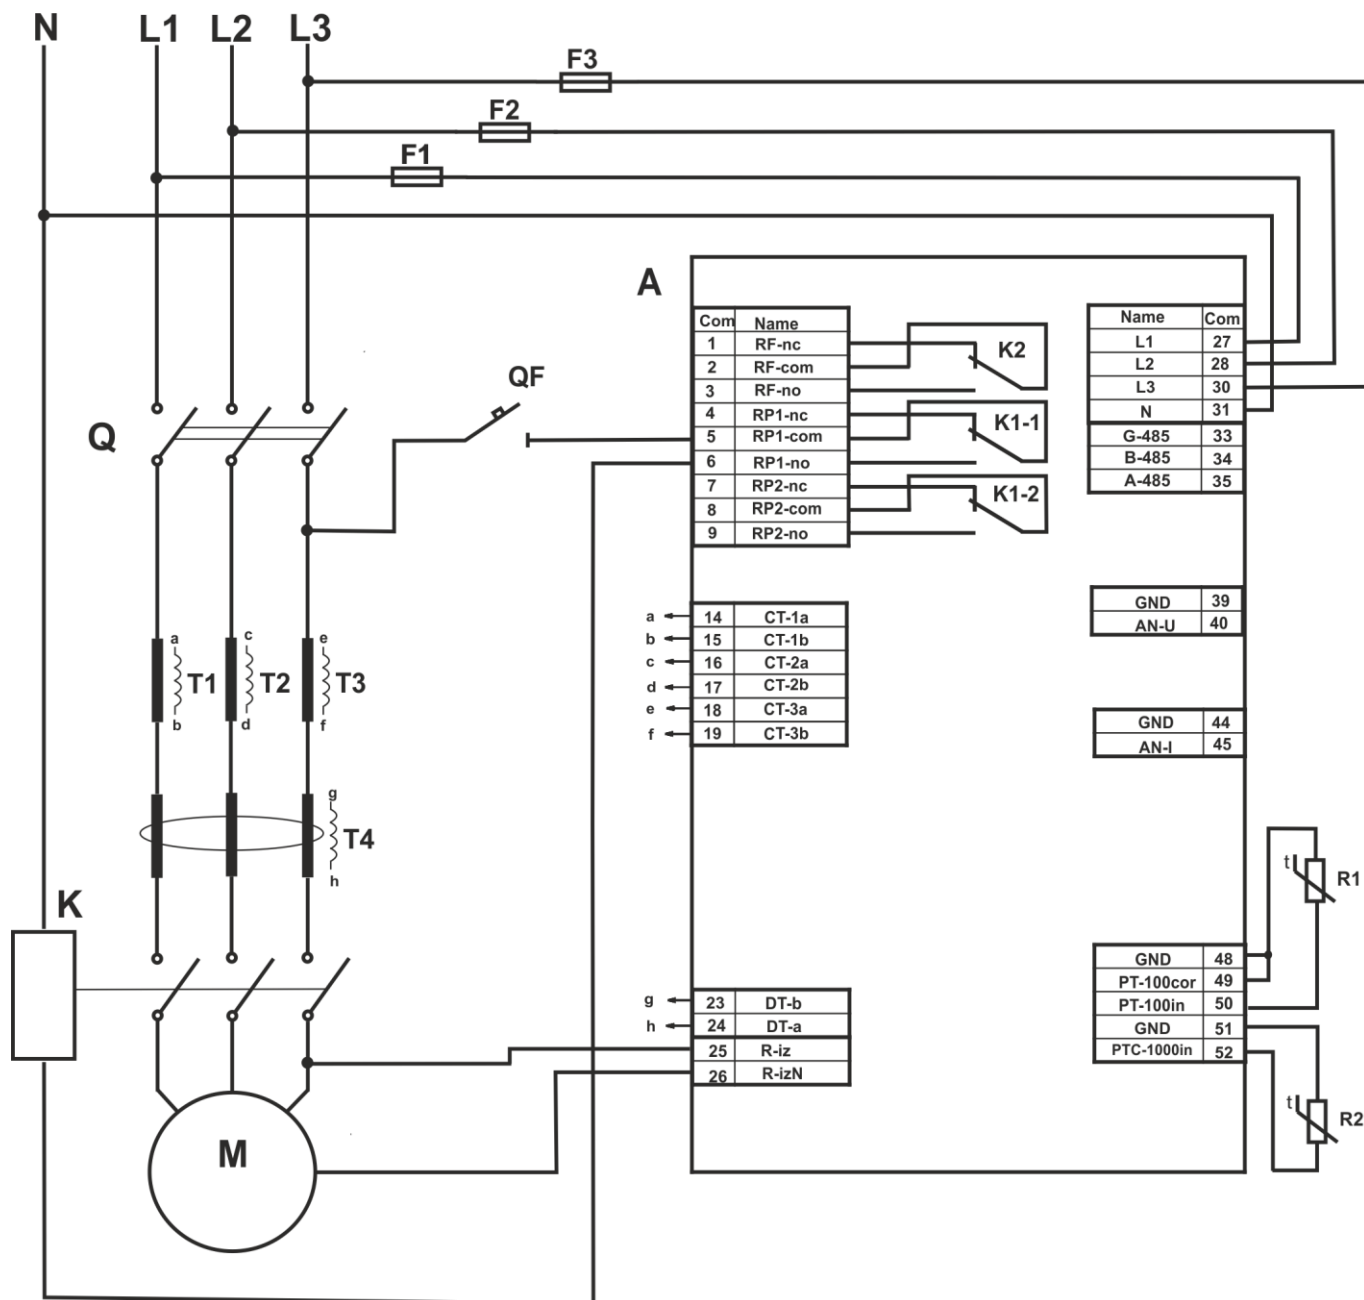 N L1 L2 L3
F3
F2
F1
A
Com Name
1 RF-nc
2 RF-com
3 RF-no
4 RP1-nc
5 RP1-com
6 RP1-no
7 RP2-nc
8 RP2-com
9 RP2-no
K2
K1-1
K1-2
Name Com
L1 27
L2 28
L3 30
N 31
G-485 33
B-485 34
A-485 35
QF
Q
a 14 CT-1a
b 15 CT-1b
c 16 CT-2a
d 17 CT-2b
e 18 CT-3a
f 19 CT-3b
GND 39
AN-U 40
GND 44
AN-I 45
a T1 b
c T2 d
e T3 f
g T4 h
K
g 23 DT-b
h 24 DT-a
25 R-iz
26 R-izN
GND 48
PT-100cor 49
PT-100in 50
GND 51
PTC-1000in 52
t R1
t R2
M